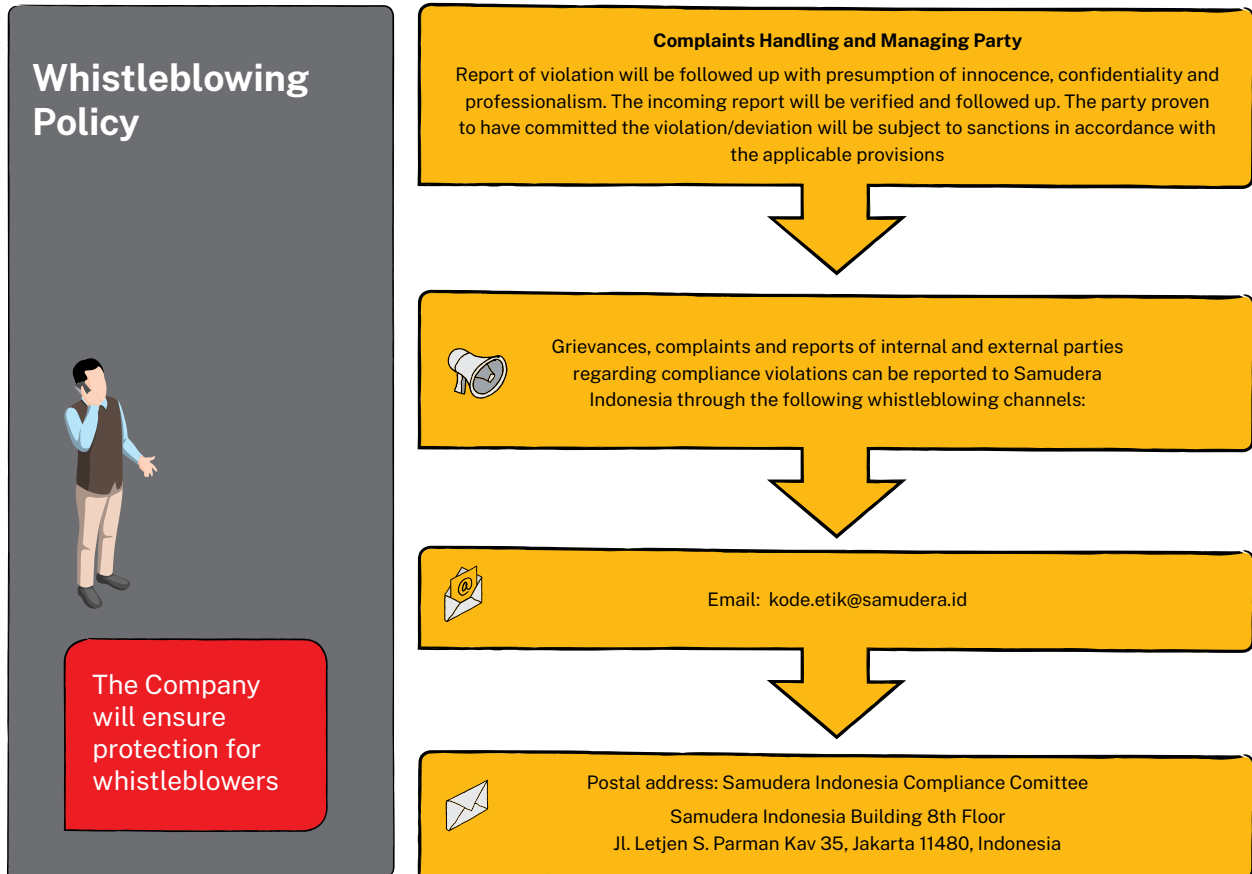 Whistleblowing
Policy
The Company
will ensure
protection for
whistleblowers
Complaints Handling and Managing Party
Report of violation will be followed up with presumption of innocence, confidentiality and
professionalism. The incoming report will be verified and followed up. The party proven
to have committed the violation/deviation will be subject to sanctions in accordance with
the applicable provisions
Grievances, complaints and reports of internal and external parties
regarding compliance violations can be reported to Samudera
Indonesia through the following whistleblowing channels:
@
Email: kode.etik@samudera.id
Postal address: Samudera Indonesia Compliance Comittee
Samudera Indonesia Building 8th Floor
Jl. Letjen S. Parman Kav 35, Jakarta 11480, Indonesia